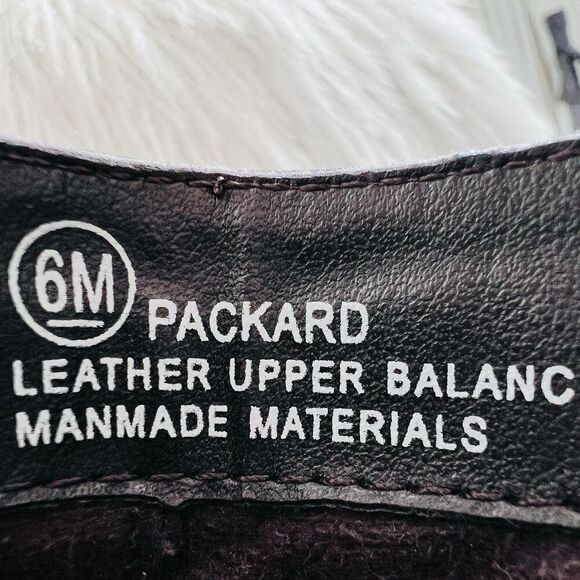 6M PACKARD
LEATHER UPPER BALANC
MANMADE MATERIALS